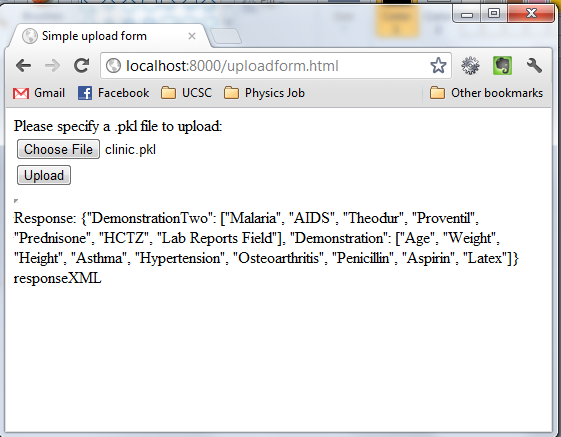 Simple upload form
localhost:8000/uploadform.html
Gmail Facebook UCSC Physics Job Other bookmarks
Please specify a .pkl file to upload:
Choose File clinic.pkl
Upload
Response: {"DemonstrationTwo": ["Malaria", "AIDS", "Theodur", "Proventil",
"Prednisone", "HCTZ", "Lab Reports Field"], "Demonstration": ["Age", "Weight",
"Height", "Asthma", "Hypertension", "Osteoarthritis", "Penicillin", "Aspirin", "Latex"]}
responseXML